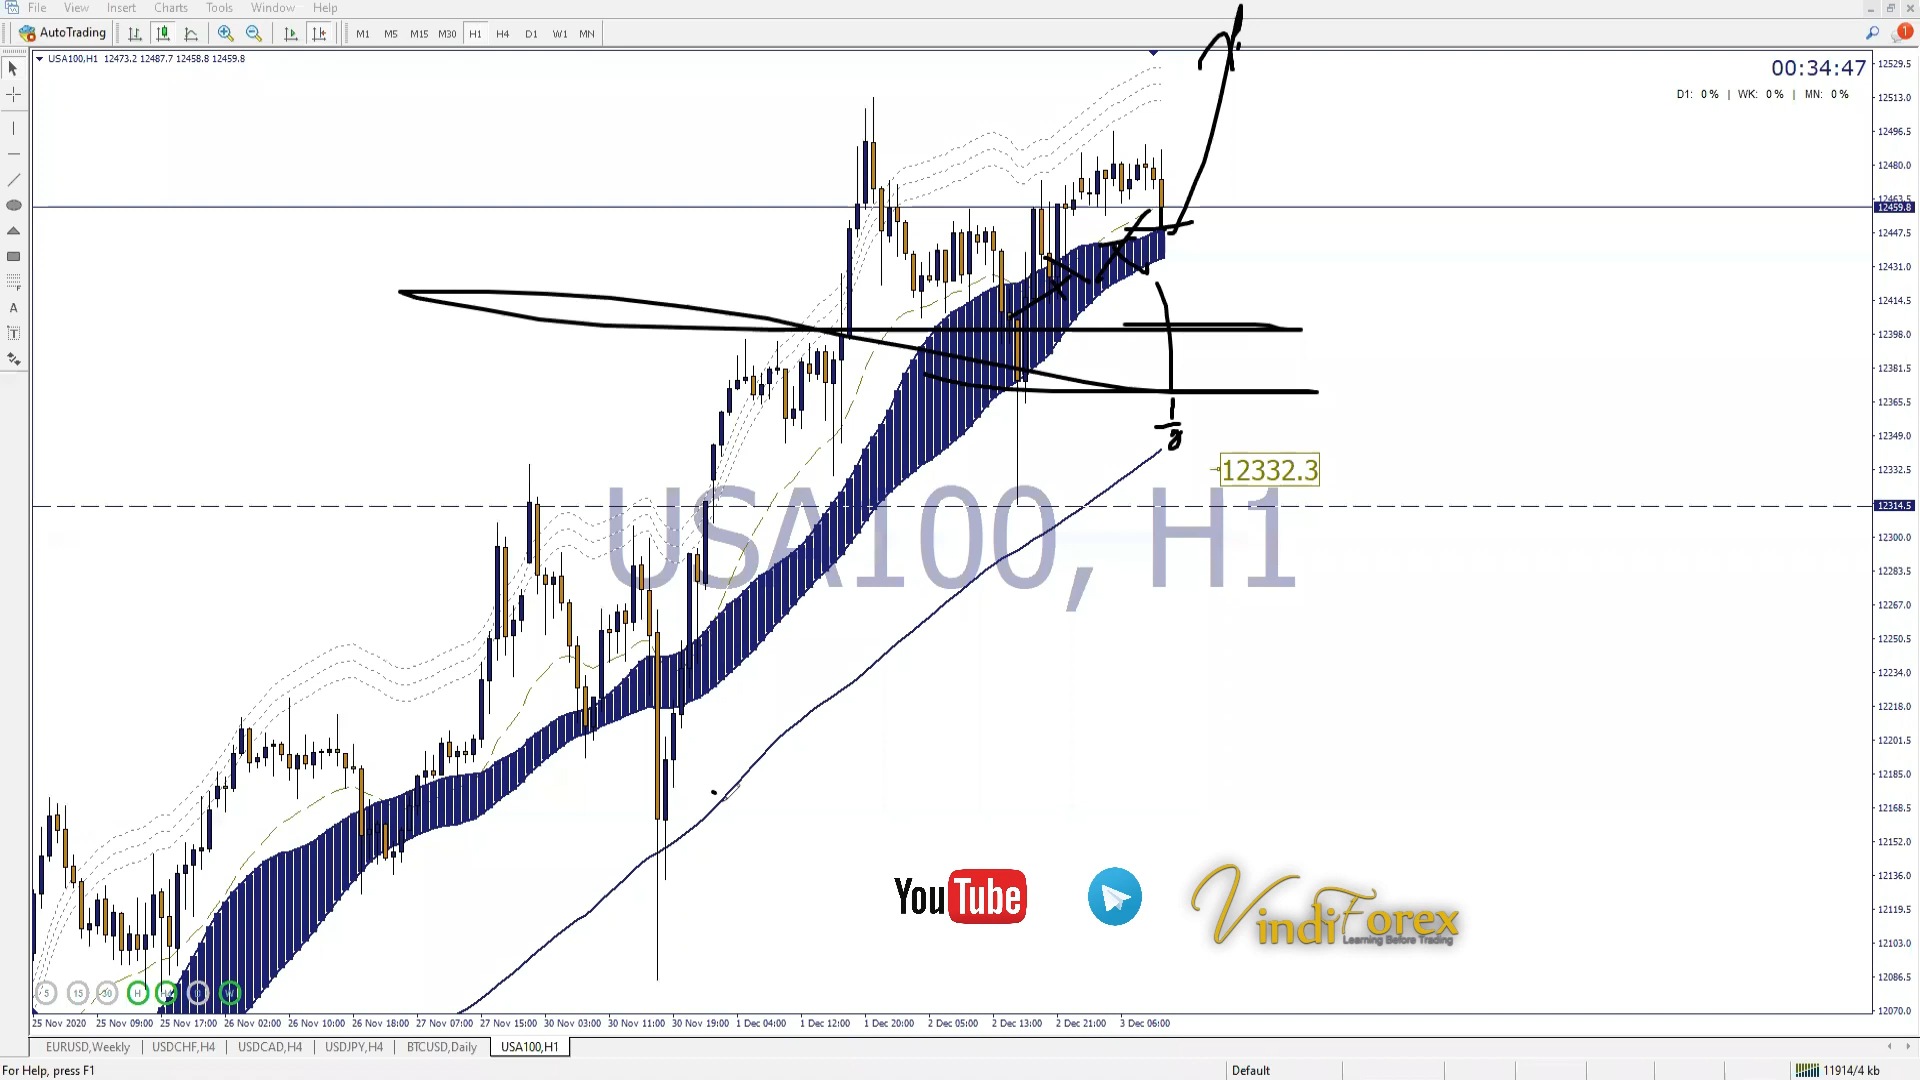 File View Insert Charts Tools Window Help
AutoTrading M1 M5 M15 M30 H1 H4 D1 W1 MN 1
USA100,H1 12473.2 12487.7 12458.8 12459.8
00:34:47
D1: 0 % | WK: 0 % | MN: 0 %
12529.5
12513.0
12496.5
12480.0
12463.5
12459.8
12447.5
12431.0
12414.5
12398.0
12381.5
12365.5
12349.0
12332.5
12314.5
12300.0
12283.5
12267.0
12250.5
12234.0
12218.0
12201.5
12185.0
12168.5
12152.0
12136.0
12119.5
12103.0
12086.5
12070.0
12332.3
USA100, H1
YouTube
VindiForex
Learning Before Trading
5 15 30 H H4 D W
25 Nov 2020 25 Nov 09:00 25 Nov 17:00 26 Nov 02:00 26 Nov 10:00 26 Nov 18:00 27 Nov 07:00 27 Nov 15:00 30 Nov 03:00 30 Nov 11:00 30 Nov 19:00 1 Dec 04:00 1 Dec 12:00 1 Dec 20:00 2 Dec 05:00 2 Dec 13:00 2 Dec 21:00 3 Dec 06:00
EURUSD,Weekly USDCHF,H4 USDCAD,H4 USDJPY,H4 BTCUSD,Daily USA100,H1
For Help, press F1 Default 11914/4 kb